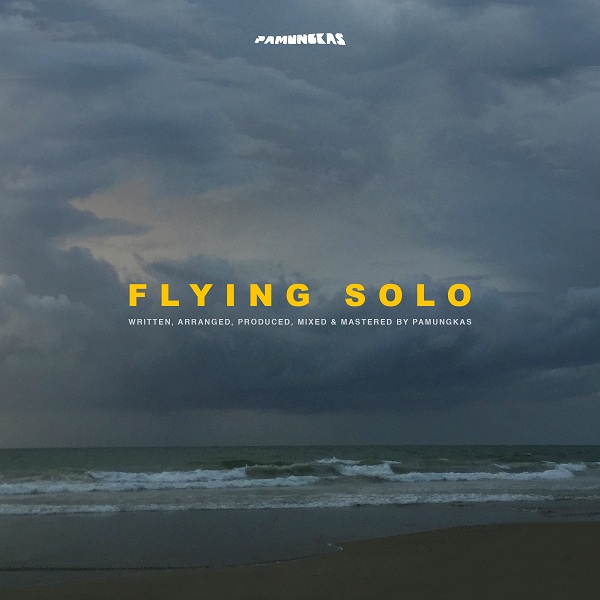 PAMUNGKAS
FLYING SOLO
WRITTEN, ARRANGED, PRODUCED, MIXED & MASTERED BY PAMUNGKAS